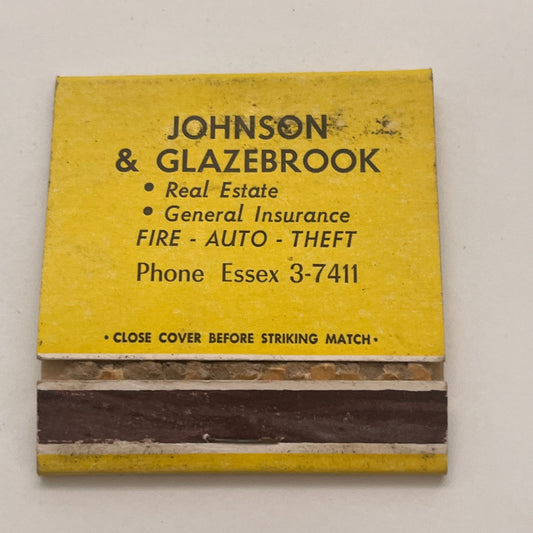 JOHNSON
& GLAZEBROOK
• Real Estate
• General Insurance
FIRE - AUTO - THEFT
Phone Essex 3-7411
• CLOSE COVER BEFORE STRIKING MATCH •